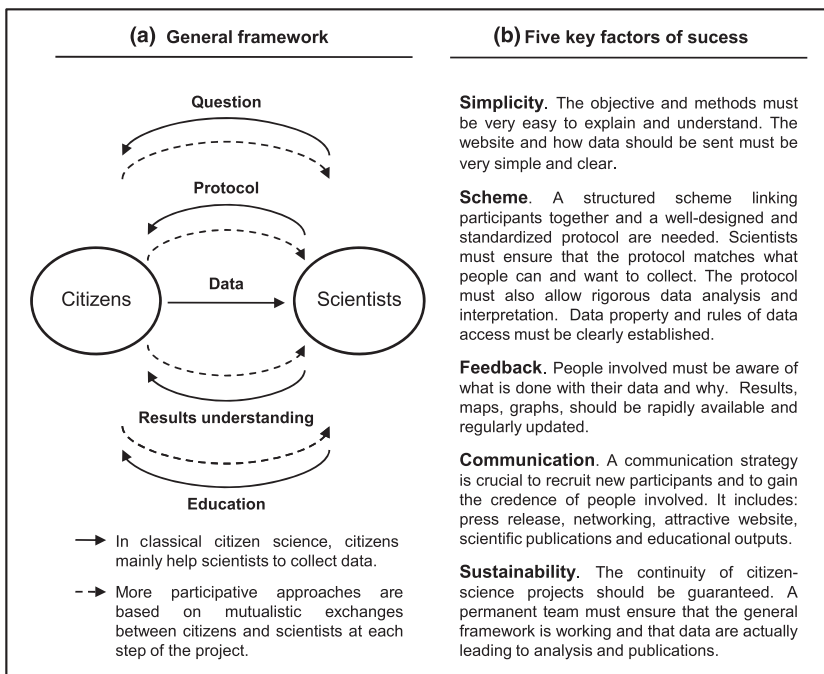 (a) General framework
Question
Protocol
Citizens
Data
Scientists
Results understanding
Education
In classical citizen science, citizens
mainly help scientists to collect data.
More participative approaches are
based on mutualistic exchanges
between citizens and scientists at each
step of the project.
(b) Five key factors of sucess
Simplicity. The objective and methods must
be very easy to explain and understand. The
website and how data should be sent must be
very simple and clear.
Scheme. A structured scheme linking
participants together and a well-designed and
standardized protocol are needed. Scientists
must ensure that the protocol matches what
people can and want to collect. The protocol
must also allow rigorous data analysis and
interpretation. Data property and rules of data
access must be clearly established.
Feedback. People involved must be aware of
what is done with their data and why. Results,
maps, graphs, should be rapidly available and
regularly updated.
Communication. A communication strategy
is crucial to recruit new participants and to gain
the credence of people involved. It includes:
press release, networking, attractive website,
scientific publications and educational outputs.
Sustainability. The continuity of citizen-
science projects should be guaranteed. A
permanent team must ensure that the general
framework is working and that data are actually
leading to analysis and publications.